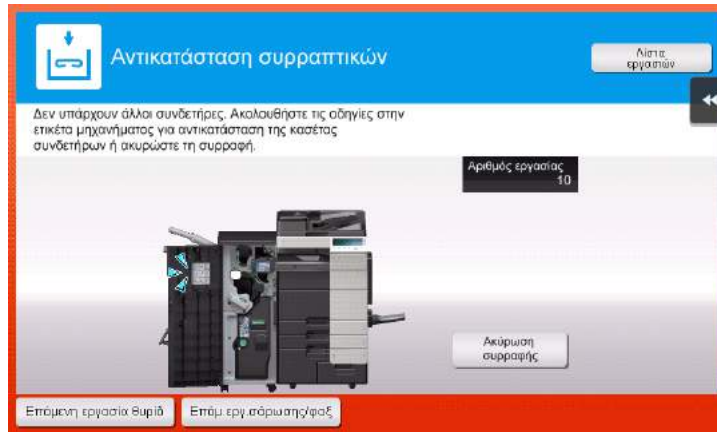 Αντικατάσταση συρραπτικών
Λίστα
εργασιών
Δεν υπάρχουν άλλοι συνδετήρες. Ακολουθήστε τις οδηγίες στην
ετικέτα μηχανήματος για αντικατάσταση της κασέτας
συνδετήρων ή ακυρώστε τη συρραφή.
Αριθμός εργασίας
10
Ακύρωση
συρραφής
Επόμενη εργασία θυρίδ
Επόμ εργ.σάρωσης/φαξ